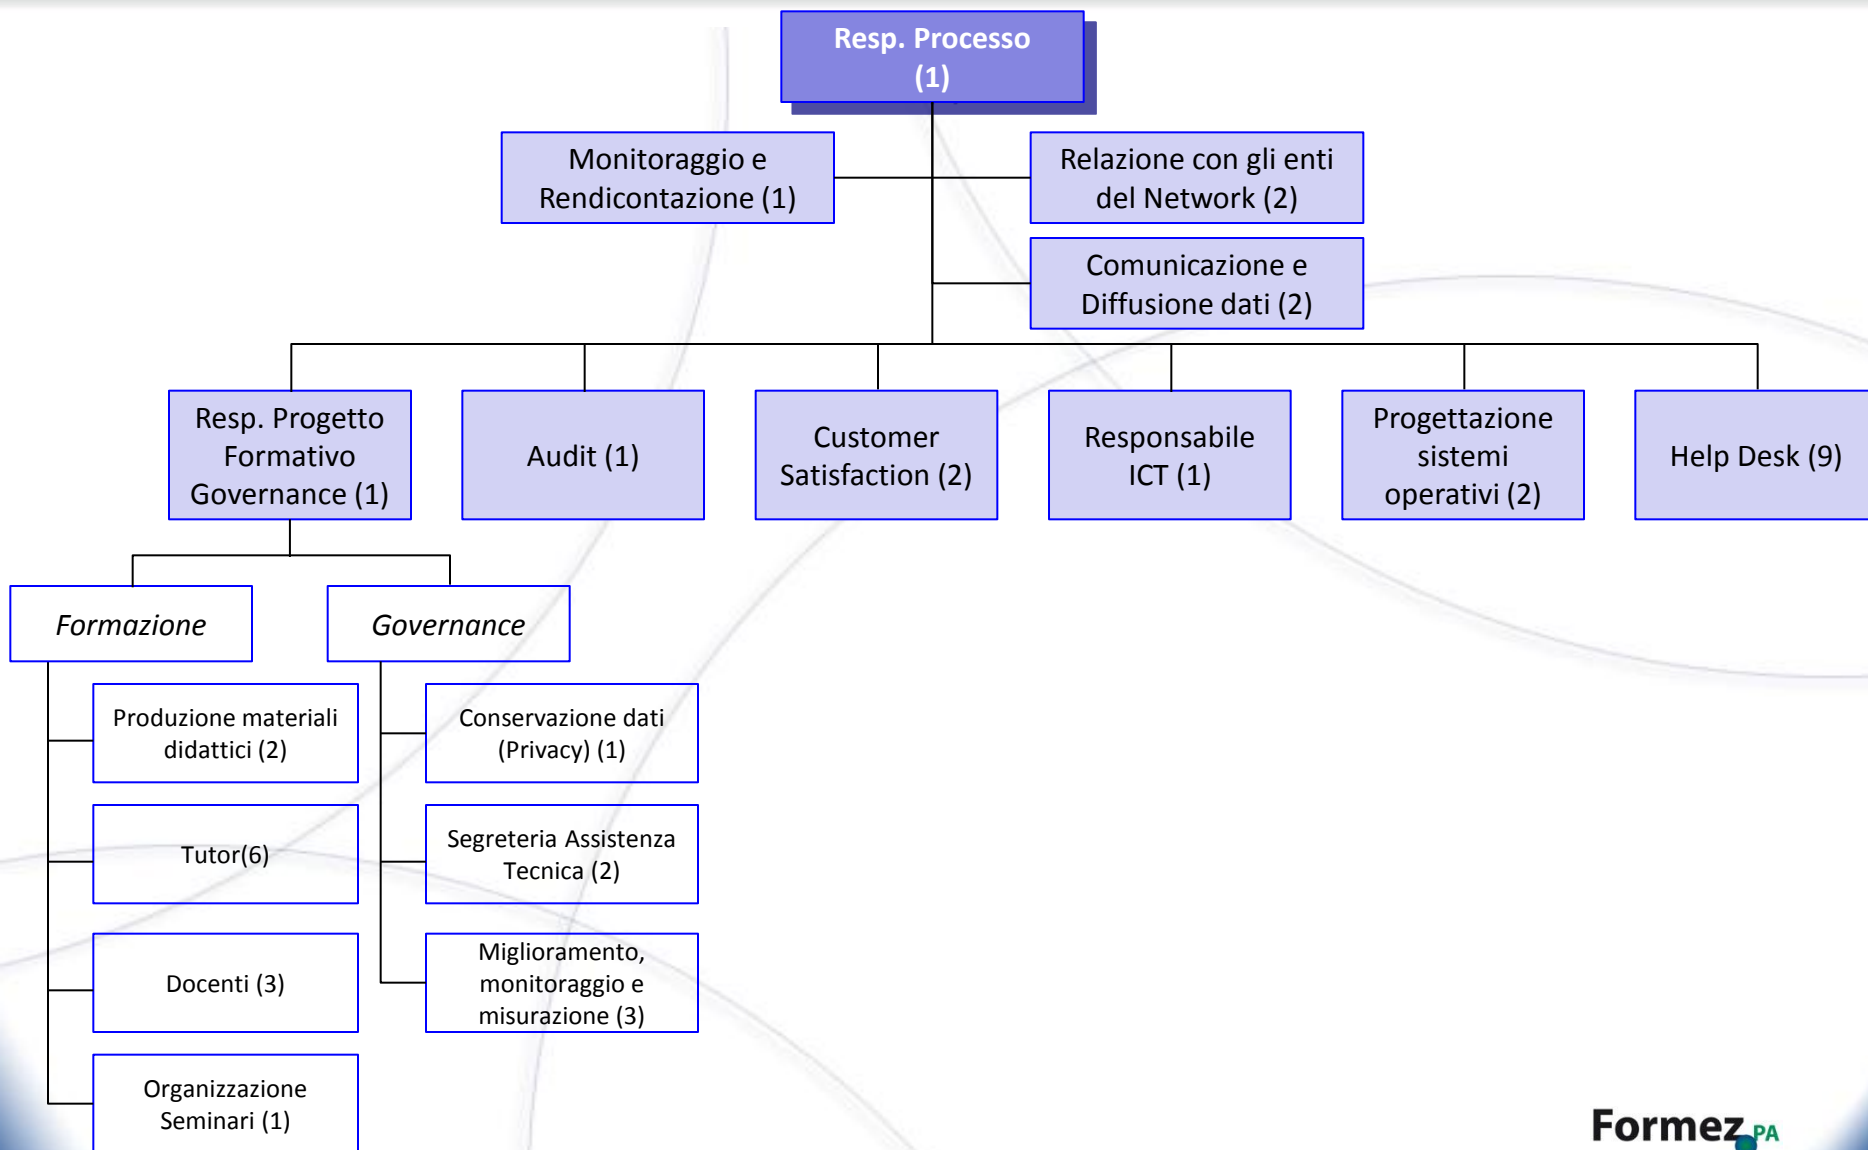 Resp. Processo
(1)
Monitoraggio e
Rendicontazione (1)
Relazione con gli enti
del Network (2)
Comunicazione e
Diffusione dati (2)
Resp. Progetto
Formativo
Governance (1)
Audit (1)
Customer
Satisfaction (2)
Responsabile
ICT (1)
Progettazione
sistemi
operativi (2)
Help Desk (9)
Formazione
Governance
Produzione materiali
didattici (2)
Conservazione dati
(Privacy) (1)
Tutor(6)
Segreteria Assistenza
Tecnica (2)
Docenti (3)
Miglioramento,
monitoraggio e
misurazione (3)
Organizzazione
Seminari (1)
Formez PA